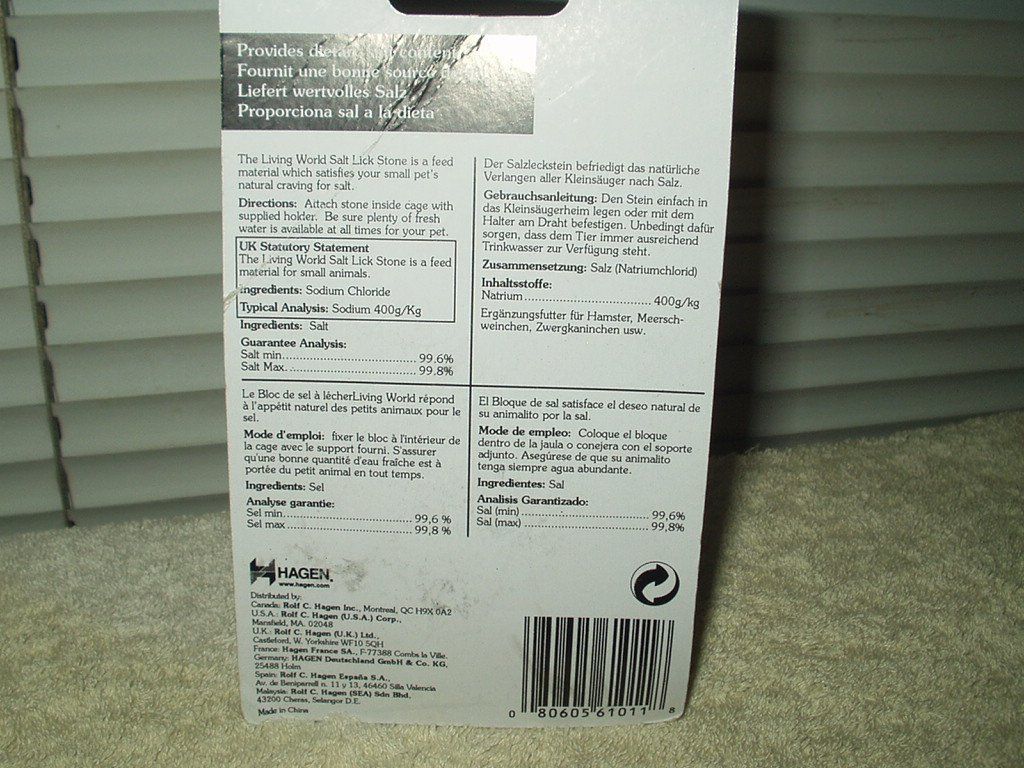 Provides dietary salt content
Fournit une bonne source de
Liefert wertvolles Salz
Proporciona sal a la dieta
The Living World Salt Lick Stone is a feed
material which satisfies your small pet's
natural craving for salt.
Directions: Attach stone inside cage with
supplied holder. Be sure plenty of fresh
water is available at all times for your pet.
UK Statutory Statement
The Living World Salt Lick Stone is a feed
material for small animals.
Ingredients: Sodium Chloride
Typical Analysis: Sodium 400g/Kg
Ingredients: Salt
Guarantee Analysis:
Salt min............................................ 99,6%
Salt Max............................................ 99,8%
Der Salzleckstein befriedigt das natürliche
Verlangen aller Kleinsäuger nach Salz.
Gebrauchsanleitung: Den Stein einfach in
das Kleinsäugerheim legen oder mit dem
Halter am Draht befestigen. Unbedingt dafür
sorgen, dass dem Tier immer ausreichend
Trinkwasser zur Verfügung steht.
Zusammensetzung: Salz (Natriumchlorid)
Inhaltsstoffe:
Natrium..................................... 400g/kg
Ergänzungsfutter für Hamster, Meersch-
weinchen, Zwergkaninchen usw.
Le Bloc de sel à lécherLiving World répond
à l'appétit naturel des petits animaux pour le
sel.
Mode d'emploi: fixer le bloc à l'intérieur de
la cage avec le support fourni. S'assurer
qu'une bonne quantité d'eau fraîche est à
portée du petit animal en tout temps.
Ingredients: Sel
Analyse garantie:
Sel min............................................ 99,6 %
Sel max............................................ 99,8 %
El Bloque de sal satisface el deseo natural de
su animalito por la sal.
Mode de empleo: Coloque el bloque
dentro de la jaula o conejera con el soporte
adjunto. Asegúrese de que su animalito
tenga siempre agua abundante.
Ingredientes: Sal
Analisis Garantizado:
Sal (min)..................................... 99,6%
Sal (max)..................................... 99,8%
HAGEN.
www.hagen.com
Distributed by:
Canada: Rolf C. Hagen Inc., Montreal, QC H9X 0A2
U.S.A.: Rolf C. Hagen (U.S.A.) Corp.,
Mansfield, MA. 02048
U.K.: Rolf C. Hagen (U.K.) Ltd.,
Castleford, W. Yorkshire WF10 5QH
France: Hagen France SA., F-77388 Combs la Ville.
Germany: HAGEN Deutschland GmbH & Co. KG,
25488 Holm
Spain: Rolf C. Hagen España S.A.,
Av. de Beniparrell n. 11 y 13, 46460 Silla Valencia
Malaysia: Rolf C. Hagen (SEA) Sdn Bhd,
43200 Cheras, Selangor D.E.
Made in China
0 80605 61011 8